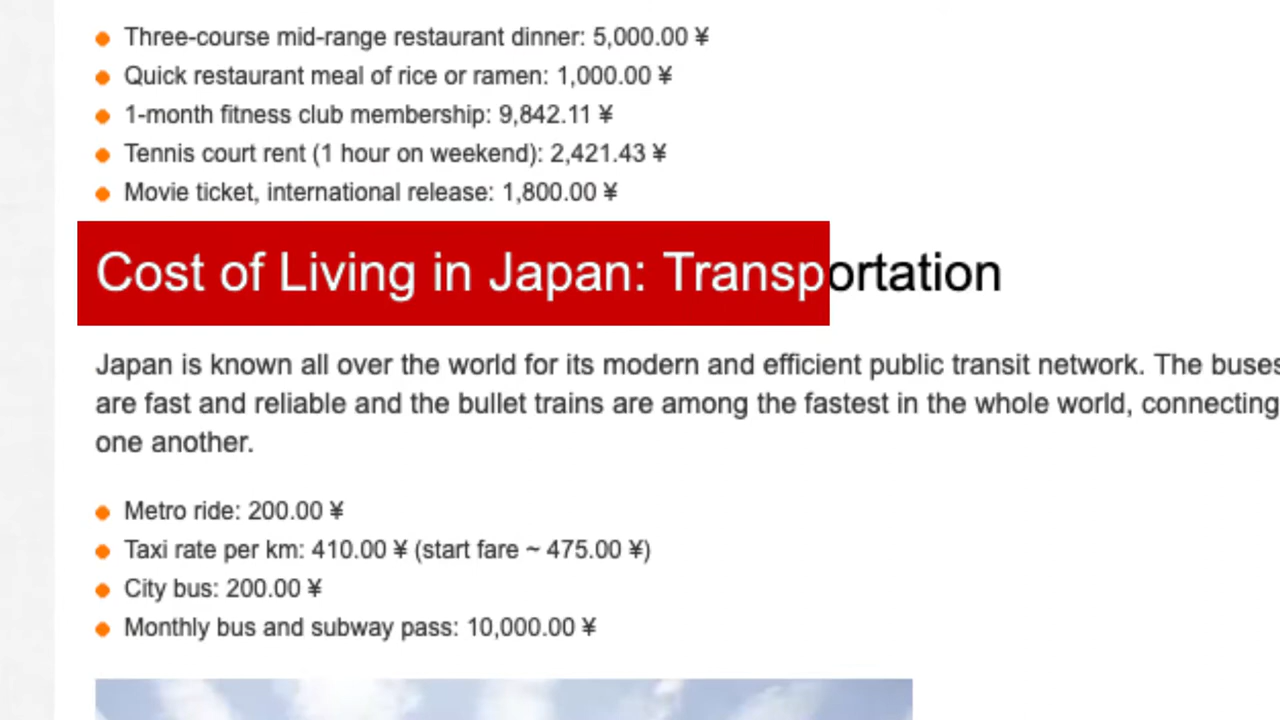 Three-course mid-range restaurant dinner: 5,000.00 ¥
Quick restaurant meal of rice or ramen: 1,000.00 ¥
1-month fitness club membership: 9,842.11 ¥
Tennis court rent (1 hour on weekend): 2,421.43 ¥
Movie ticket, international release: 1,800.00 ¥
Cost of Living in Japan: Transportation
Japan is known all over the world for its modern and efficient public transit network. The buses
are fast and reliable and the bullet trains are among the fastest in the whole world, connecting
one another.
Metro ride: 200.00 ¥
Taxi rate per km: 410.00 ¥ (start fare ~ 475.00 ¥)
City bus: 200.00 ¥
Monthly bus and subway pass: 10,000.00 ¥